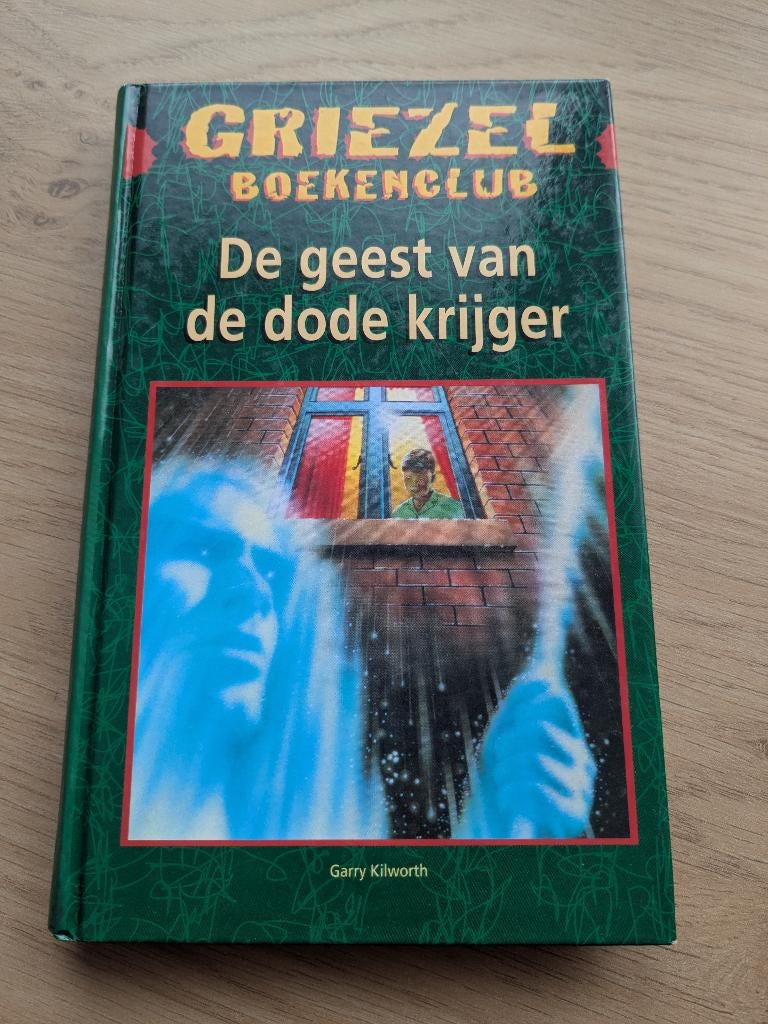 GRIEZEL
BOEKENCLUB
De geest van
de dode krijger
Garry Kilworth